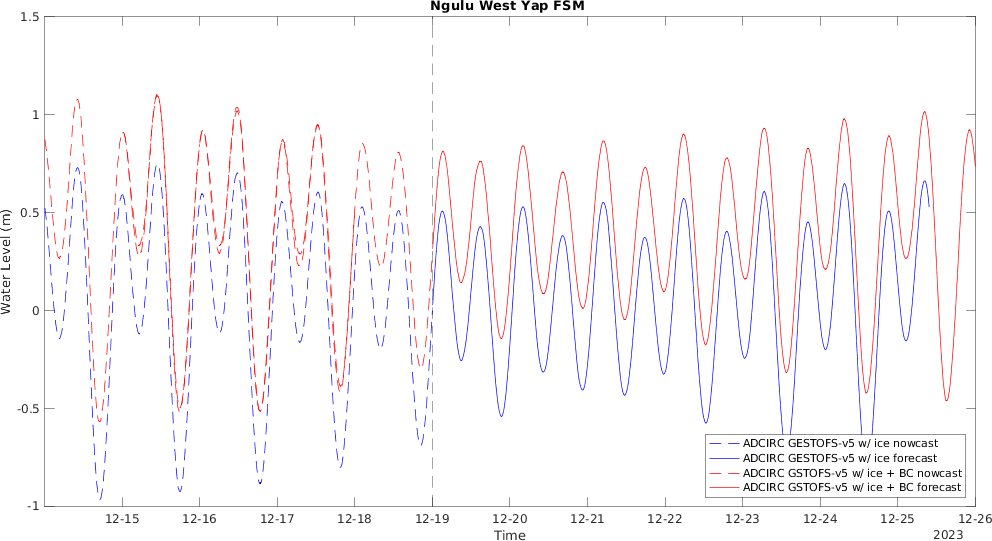 Ngulu West Yap FSM
1.5
1
0.5
0
-0.5
-1
Water Level (m)
12-15
12-16
12-17
12-18
12-19
12-20
12-21
12-22
12-23
12-24
12-25
12-26
Time
2023
ADCIRC GESTOFS-v5 w/ ice nowcast
ADCIRC GESTOFS-v5 w/ ice forecast
ADCIRC GSTOFS-v5 w/ ice + BC nowcast
ADCIRC GSTOFS-v5 w/ ice + BC forecast